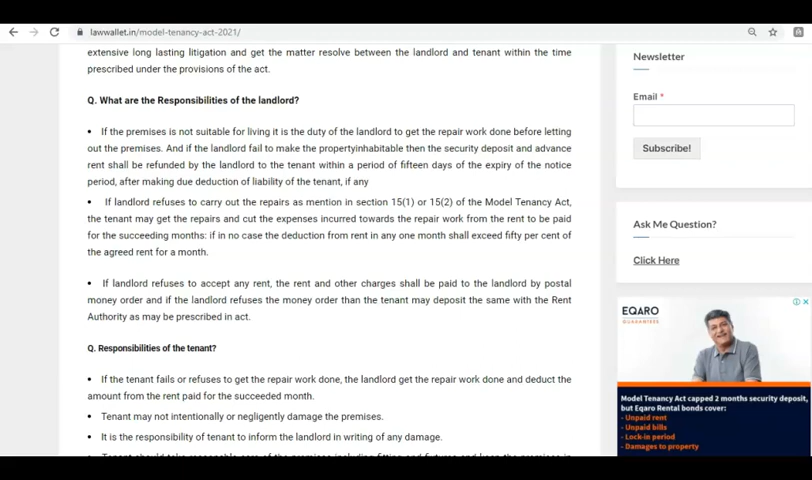 lawwallet.in/model-tenancy-act-2021/
extensive long lasting litigation and get the matter resolve between the landlord and tenant within the time
prescribed under the provisions of the act.
Q. What are the Responsibilities of the landlord?
• If the premises is not suitable for living it is the duty of the landlord to get the repair work done before letting
out the premises. And if the landlord fail to make the propertyinhabitable then the security deposit and advance
rent shall be refunded by the landlord to the tenant within a period of fifteen days of the expiry of the notice
period, after making due deduction of liability of the tenant, if any
• If landlord refuses to carry out the repairs as mention in section 15(1) or 15(2) of the Model Tenancy Act,
the tenant may get the repairs and cut the expenses incurred towards the repair work from the rent to be paid
for the succeeding months: if in no case the deduction from rent in any one month shall exceed fifty per cent of
the agreed rent for a month.
• If landlord refuses to accept any rent, the rent and other charges shall be paid to the landlord by postal
money order and if the landlord refuses the money order than the tenant may deposit the same with the Rent
Authority as may be prescribed in act.
Q. Responsibilities of the tenant?
• If the tenant fails or refuses to get the repair work done, the landlord get the repair work done and deduct the
amount from the rent paid for the succeeded month.
• Tenant may not intentionally or negligently damage the premises.
• It is the responsibility of tenant to inform the landlord in writing of any damage.
Newsletter
Email *
Subscribe!
Ask Me Question?
Click Here
EQARO
GUARANTEES
Model Tenancy Act capped 2 months security deposit,
but Eqaro Rental bonds cover:
- Unpaid rent
- Unpaid bills
- Lock-in period
- Damages to property